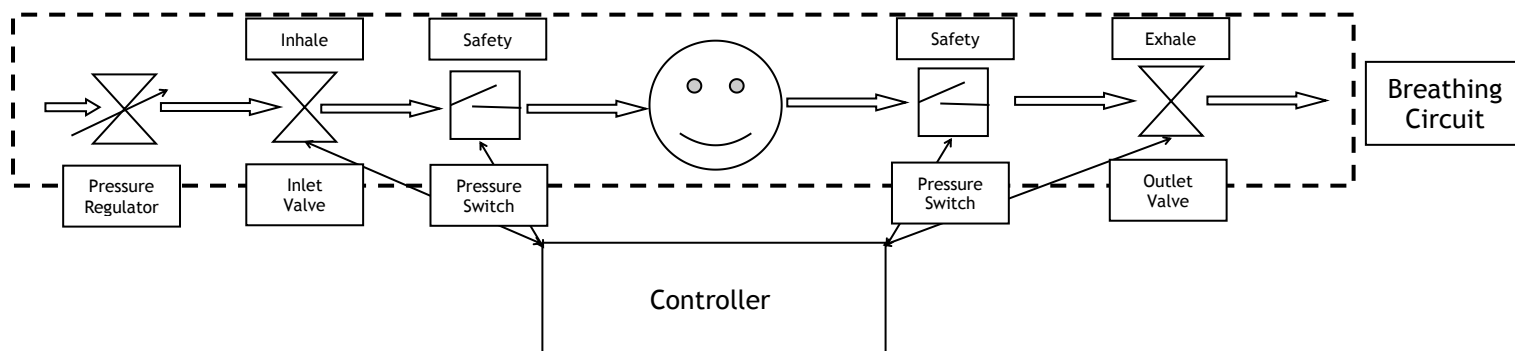 Inhale
Safety
Safety
Exhale
Breathing
Circuit
Pressure
Regulator
Inlet
Valve
Pressure
Switch
Pressure
Switch
Outlet
Valve
Controller